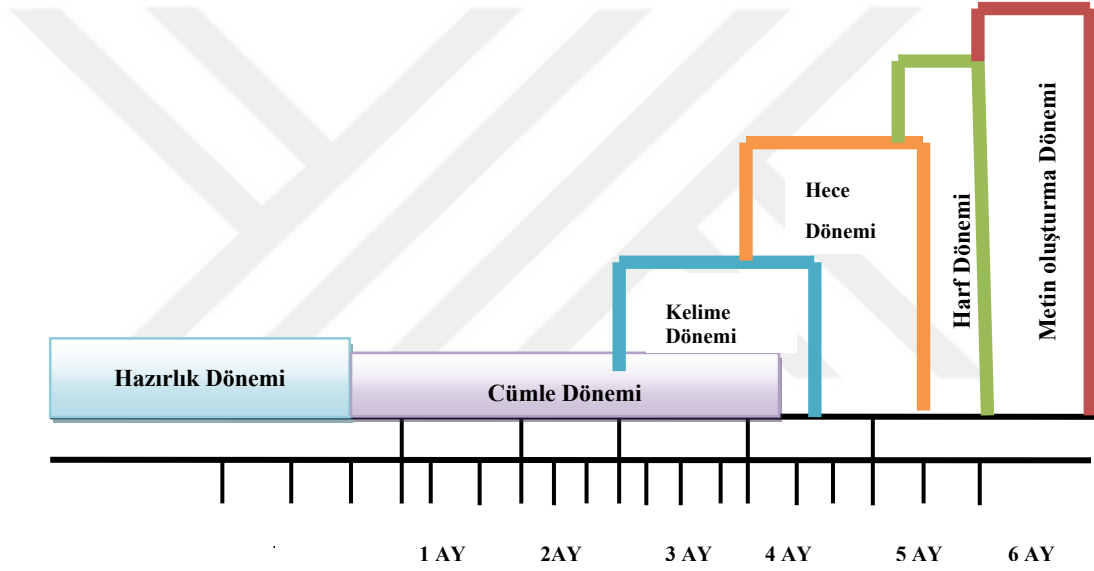 Hazırlık Dönemi
Cümle Dönemi
Kelime
Dönemi
Hece
Dönemi
Harf Dönemi
Metin oluşturma Dönemi
1 AY
2AY
3 AY
4 AY
5 AY
6 AY